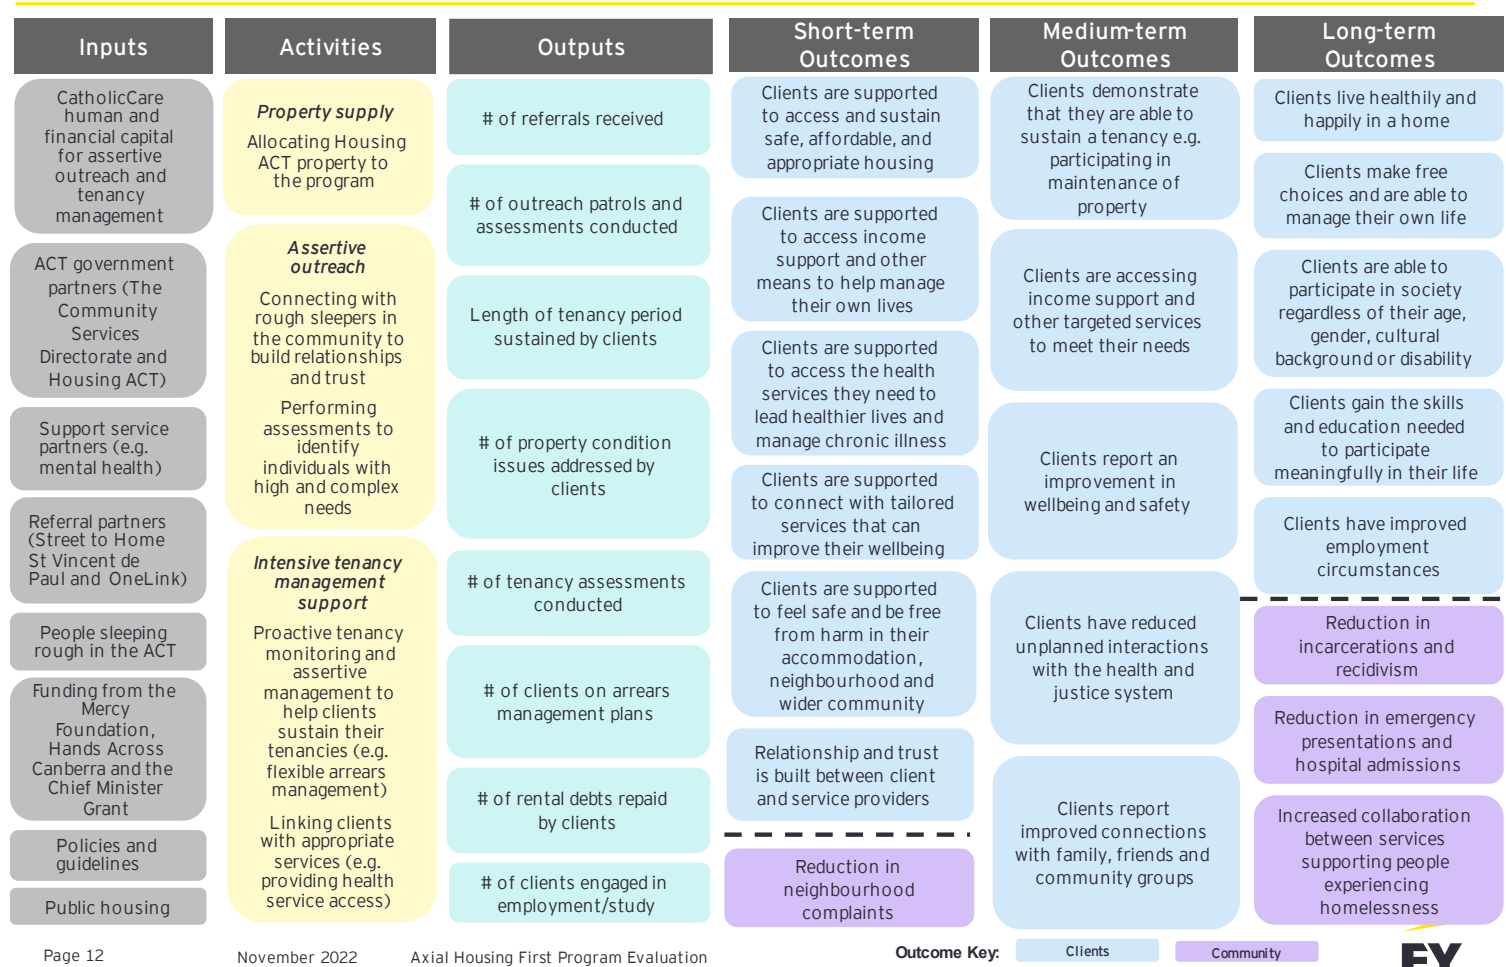 Inputs
CatholicCare
human and
financial capital
for assertive
outreach and
tenancy
management
ACT government
partners (The
Community
Services
Directorate and
Housing ACT)
Support service
partners (e.g.
mental health)
Referral partners
(Street to Home
St Vincent de
Paul and OneLink)
People sleeping
rough in the ACT
Funding from the
Mercy
Foundation,
Hands Across
Canberra and the
Chief Minister
Grant
Policies and
guidelines
Public housing
Activities
Property supply
Allocating Housing
ACT property to
the program
Assertive
outreach
Connecting with
rough sleepers in
the community to
build relationships
and trust
Performing
assessments to
identify
individuals with
high and complex
needs
Intensive tenancy
management
support
Proactive tenancy
monitoring and
assertive
management to
help clients
sustain their
tenancies (e.g.
flexible arrears
management)
Linking clients
with appropriate
services (e.g.
providing health
service access)
Outputs
# of referrals received
# of outreach patrols and
assessments conducted
Length of tenancy period
sustained by clients
# of property condition
issues addressed by
clients
# of tenancy assessments
conducted
# of clients on arrears
management plans
# of rental debts repaid
by clients
# of clients engaged in
employment/study
Short-term
Outcomes
Clients are supported
to access and sustain
safe, affordable, and
appropriate housing
Clients are supported
to access income
support and other
means to help manage
their own lives
Clients are supported
to access the health
services they need to
lead healthier lives and
manage chronic illness
Clients are supported
to connect with tailored
services that can
improve their wellbeing
Clients are supported
to feel safe and be free
from harm in their
accommodation,
neighbourhood and
wider community
Relationship and trust
is built between client
and service providers
Reduction in
neighbourhood
complaints
Medium-term
Outcomes
Clients demonstrate
that they are able to
sustain a tenancy e.g.
participating in
maintenance of
property
Clients are accessing
income support and
other targeted services
to meet their needs
Clients report an
improvement in
wellbeing and safety
Clients have reduced
unplanned interactions
with the health and
justice system
Clients report
improved connections
with family, friends and
community groups
Long-term
Outcomes
Clients live healthily and
happily in a home
Clients make free
choices and are able to
manage their own life
Clients are able to
participate in society
regardless of their age,
gender, cultural
background or disability
Clients gain the skills
and education needed
to participate
meaningfully in their life
Clients have improved
employment
circumstances
Reduction in
incarcerations and
recidivism
Reduction in emergency
presentations and
hospital admissions
Increased collaboration
between services
supporting people
experiencing
homelessness
Page 12
November 2022
Axial Housing First Program Evaluation
Outcome Key:
Clients
Community
EY